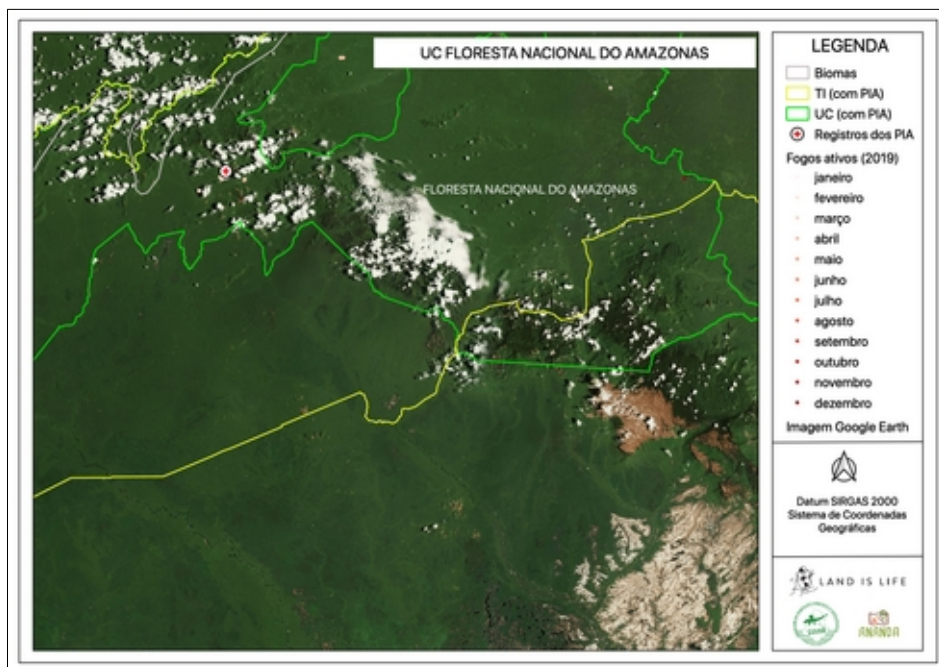 UC FLORESTA NACIONAL DO AMAZONAS
FLORESTA NACIONAL DO AMAZONAS
LEGENDA
Biomas
TI (com PIA)
UC (com PIA)
Registros dos PIA
Fogos ativos (2019)
janeiro
fevereiro
março
abril
maio
junho
julho
agosto
setembro
outubro
novembro
dezembro
Imagem Google Earth
Datum SIRGAS 2000
Sistema de Coordenadas
Geográficas
LAND IS LIFE
ANANDA